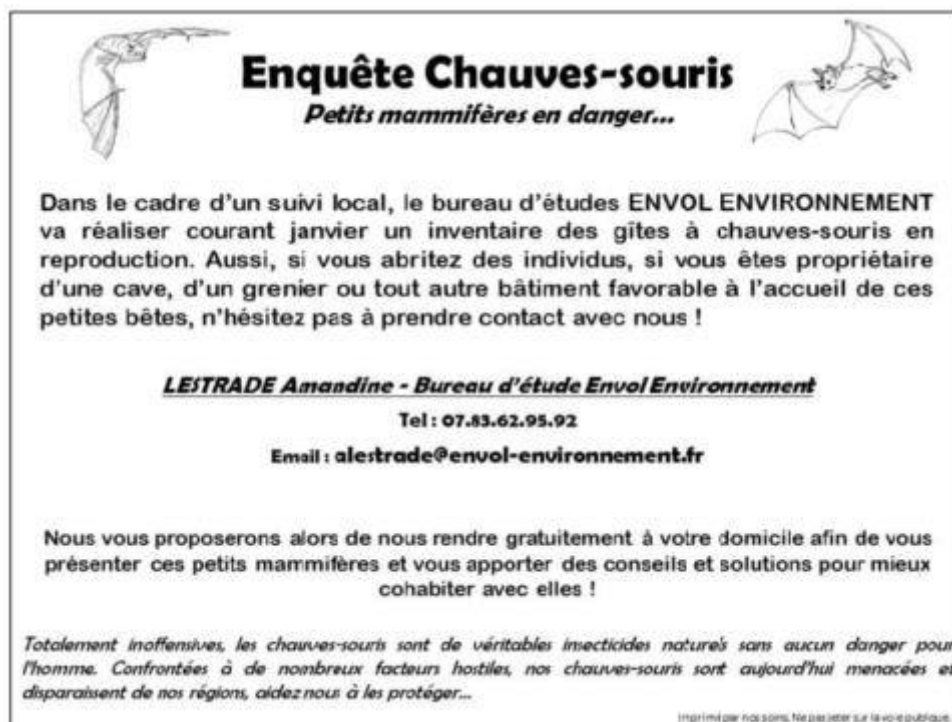 Enquête Chauves-souris
Petits mammifères en danger...
Dans le cadre d'un suivi local, le bureau d'études ENVOL ENVIRONNEMENT
va réaliser courant janvier un inventaire des gîtes à chauves-souris en
reproduction. Aussi, si vous abritez des individus, si vous êtes propriétaire
d'une cave, d'un grenier ou tout autre bâtiment favorable à l'accueil de ces
petites bêtes, n'hésitez pas à prendre contact avec nous !
LESTRADE Amandine - Bureau d'étude Envol Environnement
Tel : 07.83.62.95.92
Email : alestrade@envol-environnement.fr
Nous vous proposerons alors de nous rendre gratuitement à votre domicile afin de vous
présenter ces petits mammifères et vous apporter des conseils et solutions pour mieux
cohabiter avec elles !
Totalement inoffensives, les chauves-souris sont de véritables insecticides naturels sans aucun danger pour
l'homme. Confrontées à de nombreux facteurs hostiles, nos chauves-souris sont aujourd'hui menacées et
disparaissent de nos régions, aidez nous à les protéger...
Imprimé par nos soins. Ne pas jeter sur la voie publique.